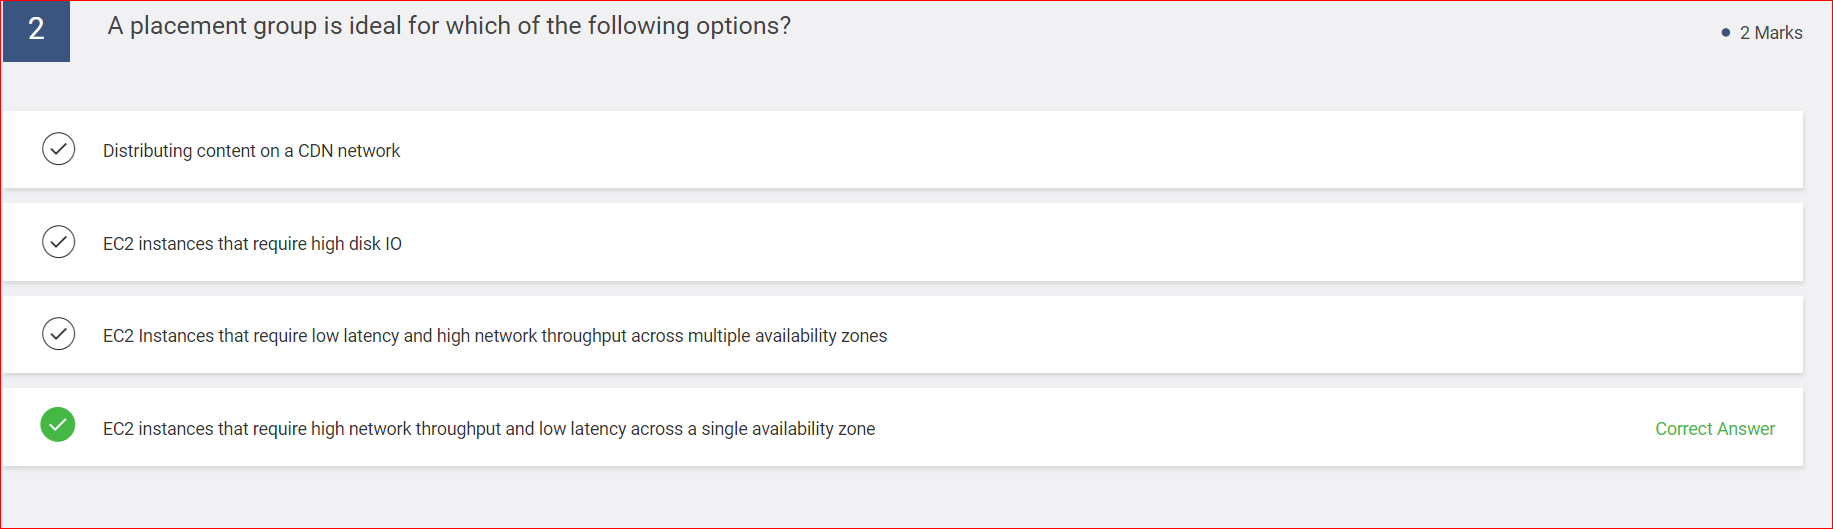 2
A placement group is ideal for which of the following options?
2 Marks
Distributing content on a CDN network
EC2 instances that require high disk IO
EC2 Instances that require low latency and high network throughput across multiple availability zones
EC2 instances that require high network throughput and low latency across a single availability zone
Correct Answer